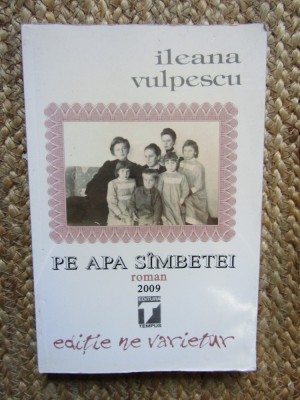 ileana
vulpescu
PE APA SÎMBETEI
roman
2009
EDITURA
T
TEMPUS
ediție ne varietur